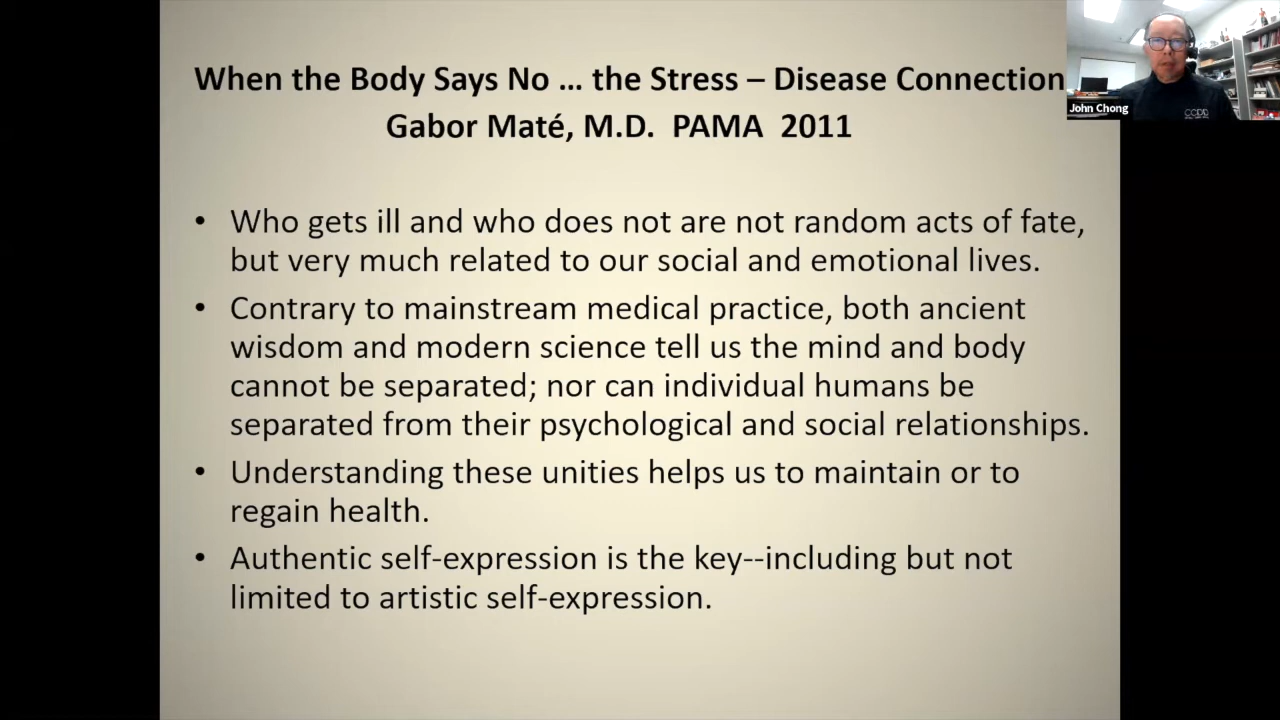 When the Body Says No ... the Stress – Disease Connection
Gabor Maté, M.D. PAMA 2011
John Chong
• Who gets ill and who does not are not random acts of fate,
but very much related to our social and emotional lives.
• Contrary to mainstream medical practice, both ancient
wisdom and modern science tell us the mind and body
cannot be separated; nor can individual humans be
separated from their psychological and social relationships.
• Understanding these unities helps us to maintain or to
regain health.
• Authentic self-expression is the key--including but not
limited to artistic self-expression.